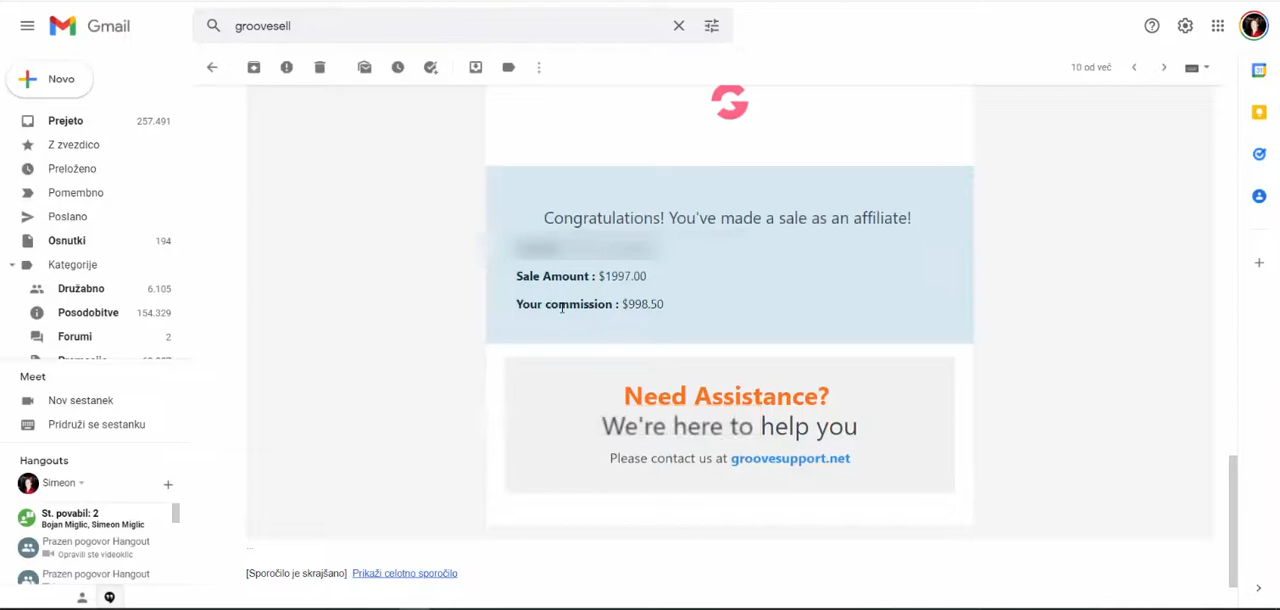 Gmail
groovesell
Novo
10 od več
Prejeto 257.491
Z zvezdico
Preloženo
Pomembno
Poslano
Osnutki 194
Kategorije
Družabno 6.105
Posodobitve 154.329
Forumi 2
Meet
Nov sestanek
Pridruži se sestanku
Hangouts
Simeon
St. povabil: 2
Bojan Miglic, Simeon Miglic
Prazen pogovor Hangout
Opravili ste videoklic
Prazen pogovor Hangout
Congratulations! You've made a sale as an affiliate!
Sale Amount : $1997.00
Your commission : $998.50
Need Assistance?
We're here to help you
Please contact us at groovesupport.net
...
[Sporočilo je skrajšano] Prikaži celotno sporočilo